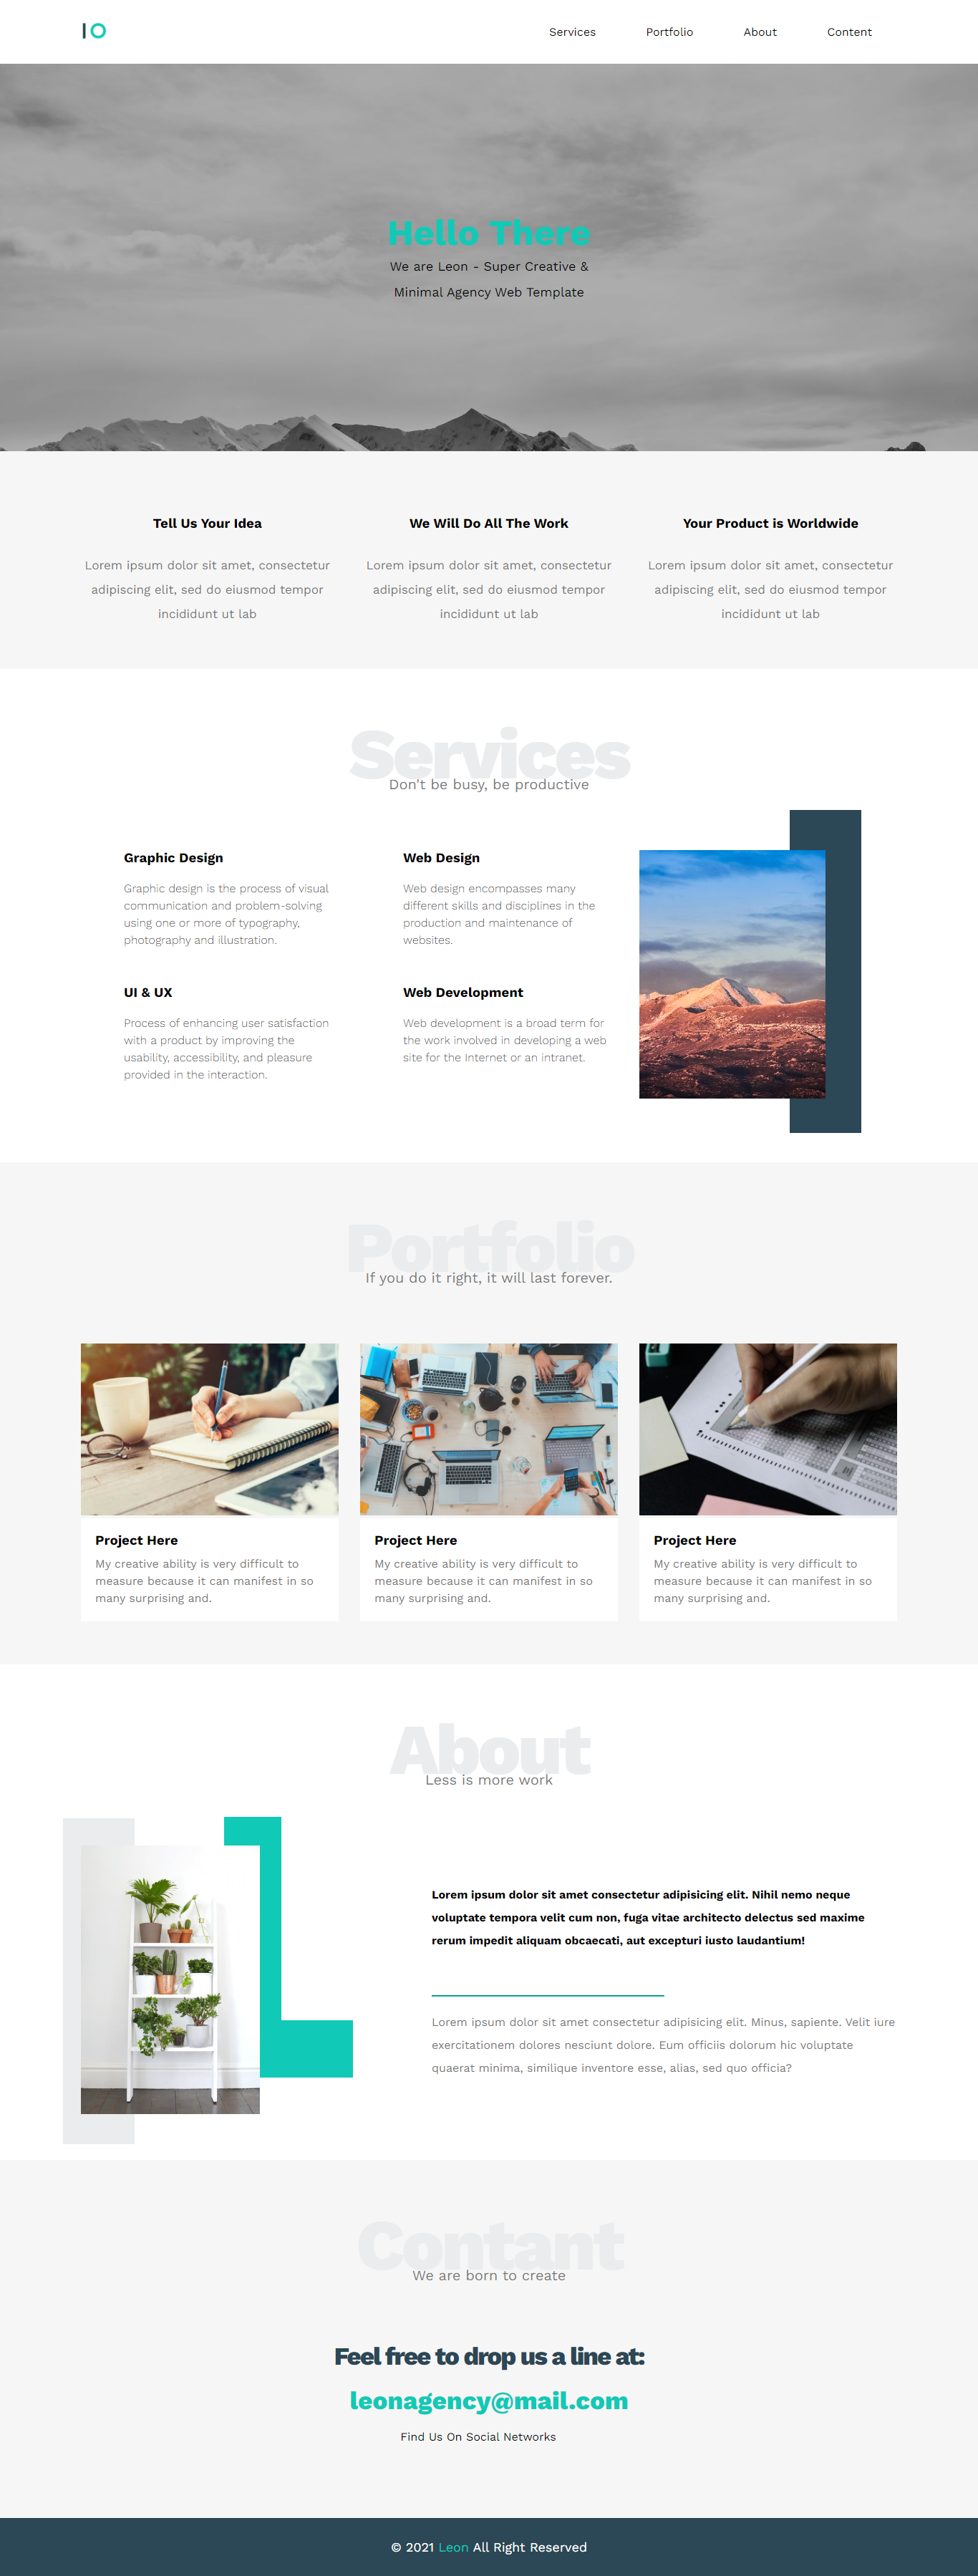 IO
Services Portfolio About Content
Hello There
We are Leon - Super Creative &
Minimal Agency Web Template
Tell Us Your Idea
Lorem ipsum dolor sit amet, consectetur
adipiscing elit, sed do eiusmod tempor
incididunt ut lab
We Will Do All The Work
Lorem ipsum dolor sit amet, consectetur
adipiscing elit, sed do eiusmod tempor
incididunt ut lab
Your Product is Worldwide
Lorem ipsum dolor sit amet, consectetur
adipiscing elit, sed do eiusmod tempor
incididunt ut lab
Services
Don't be busy, be productive
Graphic Design
Graphic design is the process of visual
communication and problem-solving
using one or more of typography,
photography and illustration.
Web Design
Web design encompasses many
different skills and disciplines in the
production and maintenance of
websites.
UI & UX
Process of enhancing user satisfaction
with a product by improving the
usability, accessibility, and pleasure
provided in the interaction.
Web Development
Web development is a broad term for
the work involved in developing a web
site for the Internet or an intranet.
Portfolio
If you do it right, it will last forever.
Project Here
My creative ability is very difficult to
measure because it can manifest in so
many surprising and.
Project Here
My creative ability is very difficult to
measure because it can manifest in so
many surprising and.
Project Here
My creative ability is very difficult to
measure because it can manifest in so
many surprising and.
About
Less is more work
Lorem ipsum dolor sit amet consectetur adipisicing elit. Nihil nemo neque
voluptate tempora velit cum non, fuga vitae architecto delectus sed maxime
rerum impedit aliquam obcaecati, aut excepturi iusto laudantium!
Lorem ipsum dolor sit amet consectetur adipisicing elit. Minus, sapiente. Velit iure
exercitationem dolores nesciunt dolore. Eum officiis dolorum hic voluptate
quaerat minima, similique inventore esse, alias, sed quo officia?
Contant
We are born to create
Feel free to drop us a line at:
leonagency@mail.com
Find Us On Social Networks
© 2021 Leon All Right Reserved